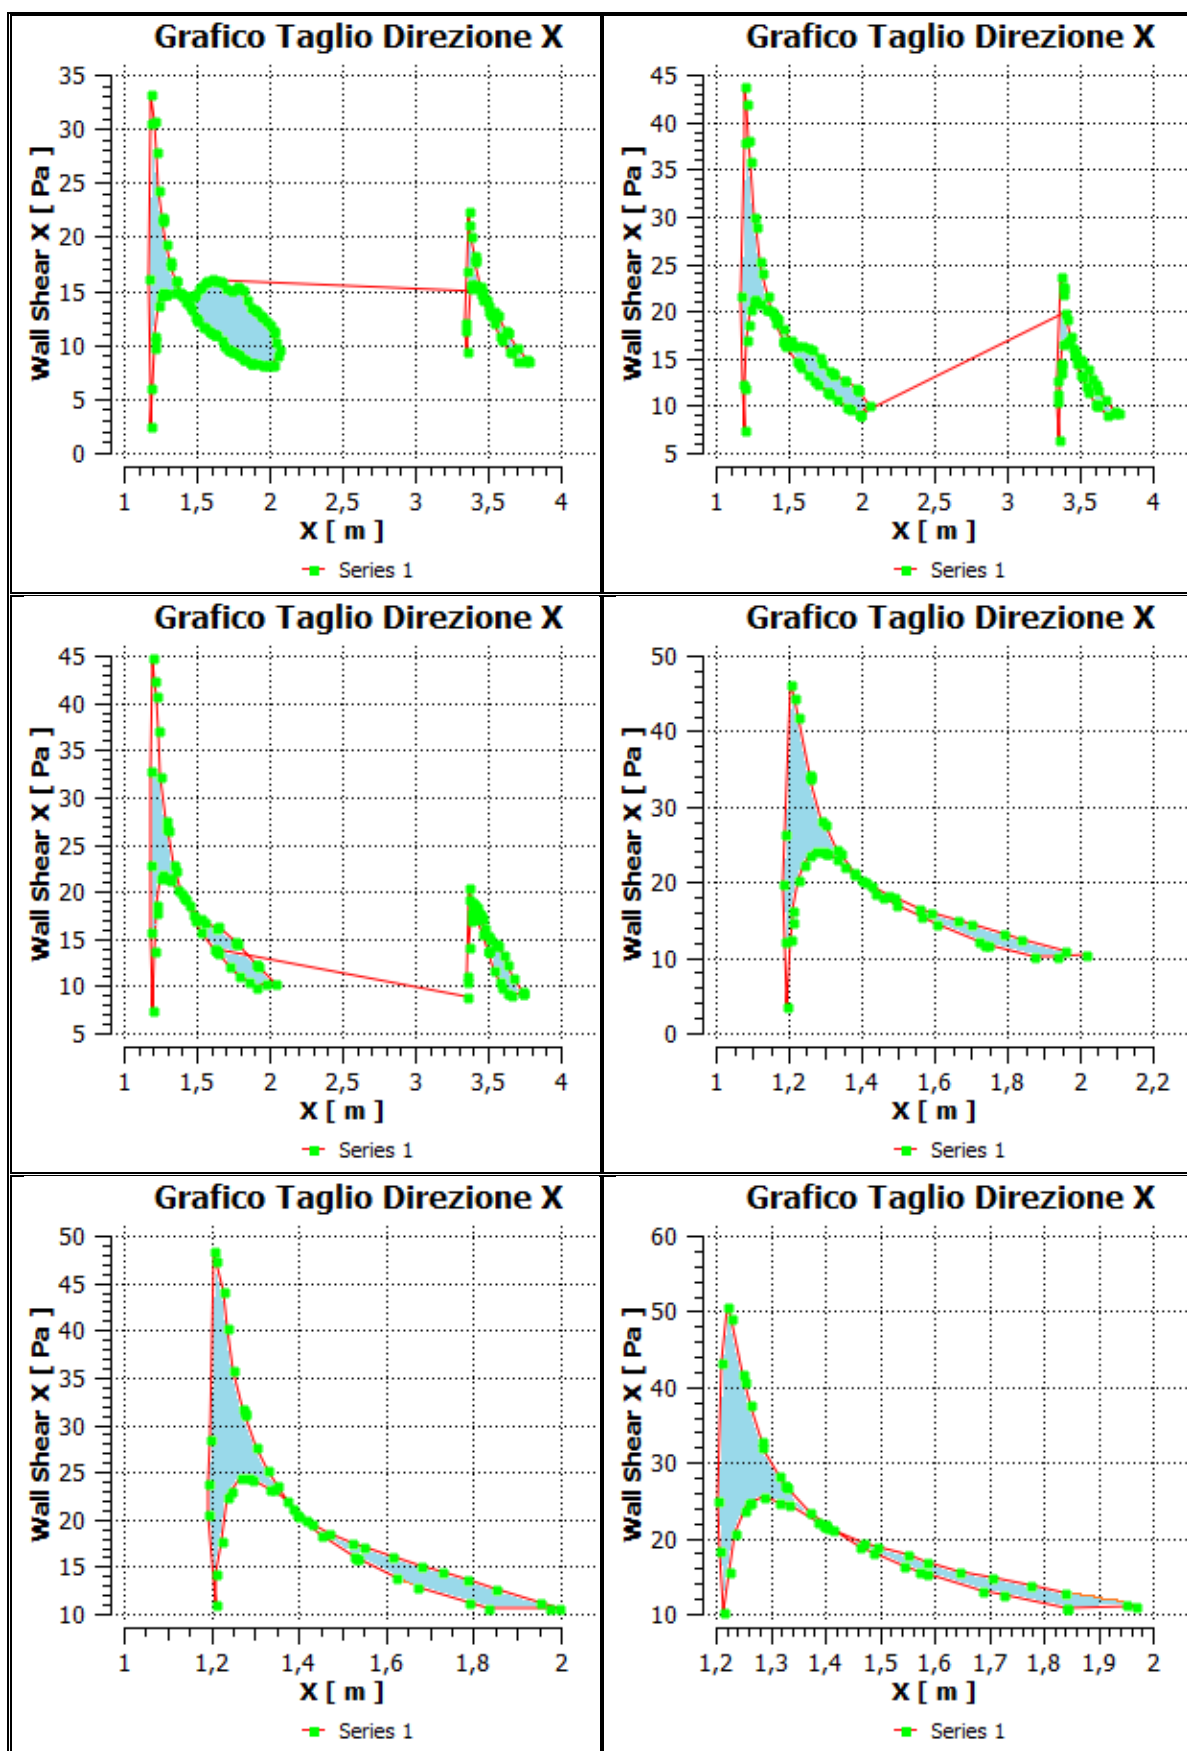 Grafico Taglio Direzione X
35
30
25
20
15
10
5
0
Wall Shear X [ Pa ]
1 1,5 2 2,5 3 3,5 4
X [ m ]
Series 1
Grafico Taglio Direzione X
45
40
35
30
25
20
15
10
5
Wall Shear X [ Pa ]
1 1,5 2 2,5 3 3,5 4
X [ m ]
Series 1
Grafico Taglio Direzione X
45
40
35
30
25
20
15
10
5
Wall Shear X [ Pa ]
1 1,5 2 2,5 3 3,5 4
X [ m ]
Series 1
Grafico Taglio Direzione X
50
40
30
20
10
0
Wall Shear X [ Pa ]
1 1,2 1,4 1,6 1,8 2 2,2
X [ m ]
Series 1
Grafico Taglio Direzione X
50
45
40
35
30
25
20
15
10
Wall Shear X [ Pa ]
1 1,2 1,4 1,6 1,8 2
X [ m ]
Series 1
Grafico Taglio Direzione X
60
50
40
30
20
10
Wall Shear X [ Pa ]
1,2 1,3 1,4 1,5 1,6 1,7 1,8 1,9 2
X [ m ]
Series 1